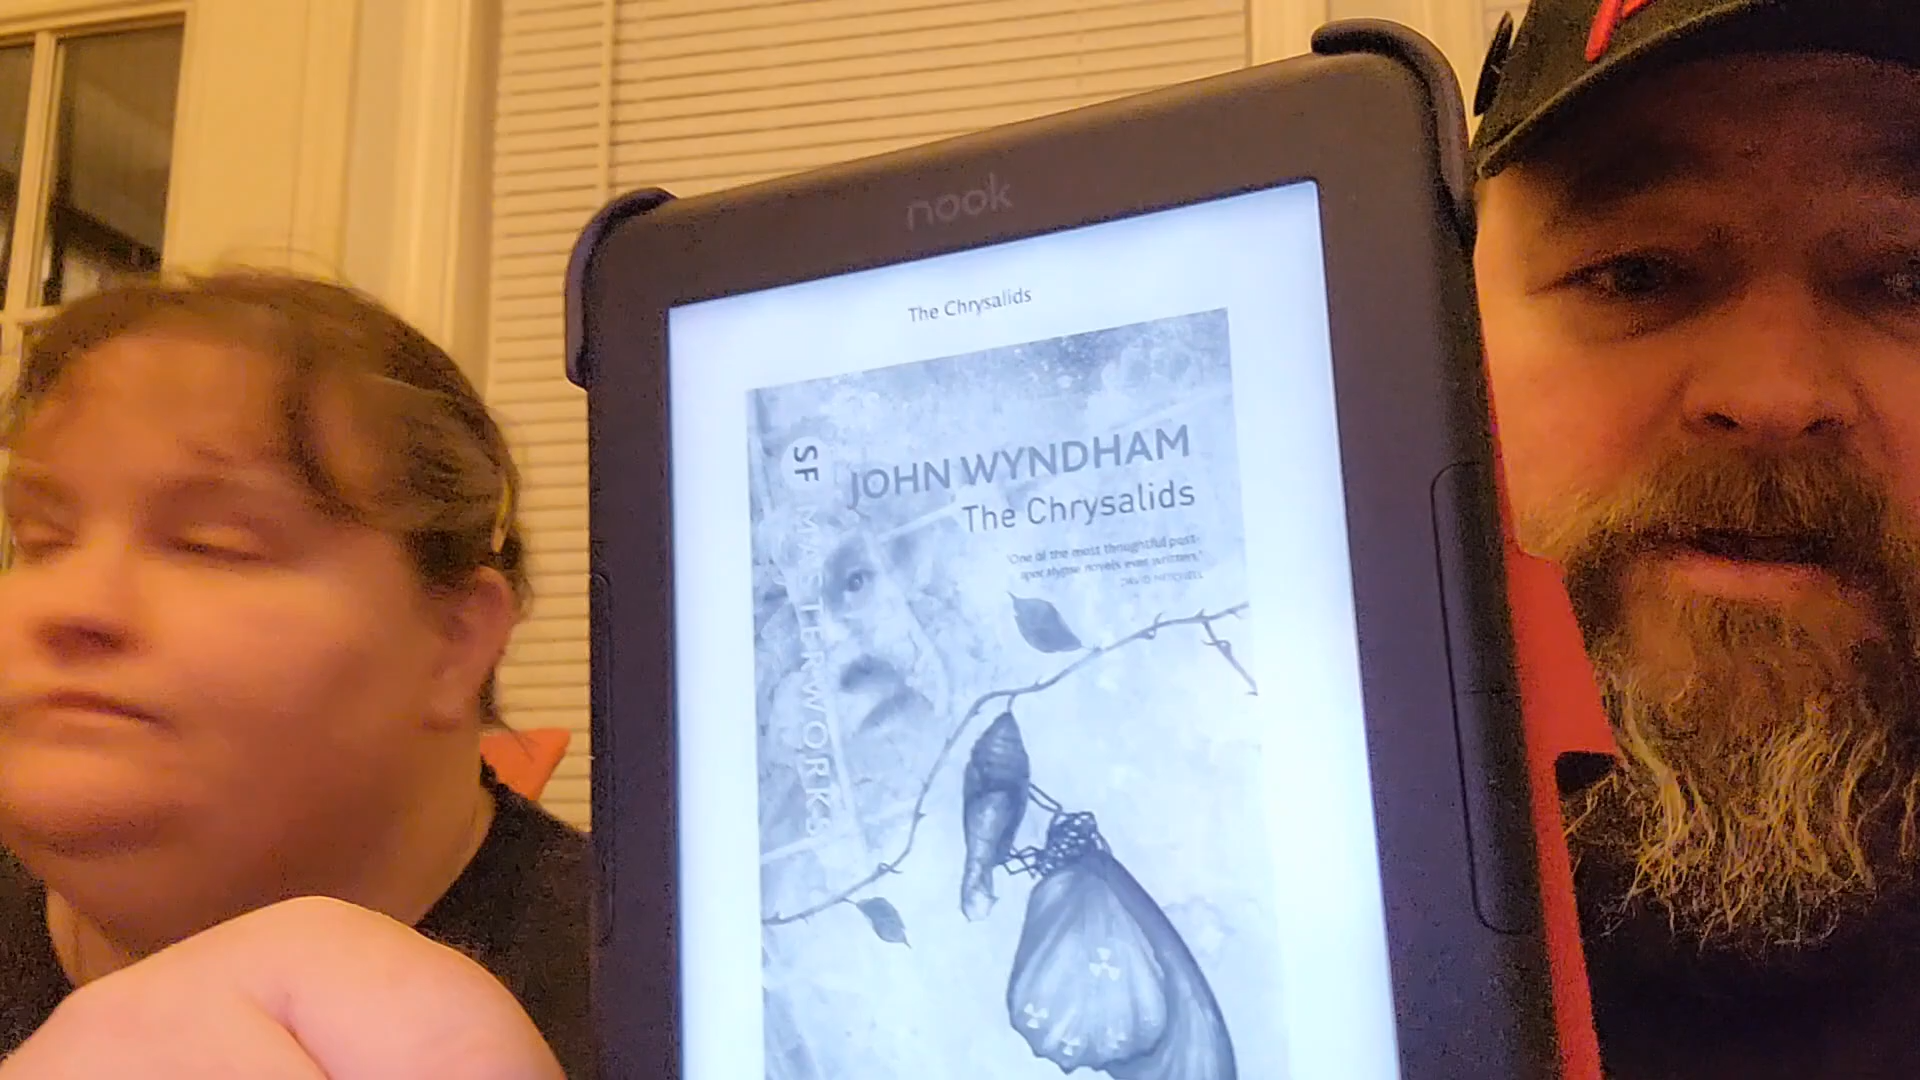 nook
The Chrysalids
SF MASTERWORKS
JOHN WYNDHAM
The Chrysalids
'One of the most thoughtful post-
apocalypse novels ever written.'
DAVID MITCHELL